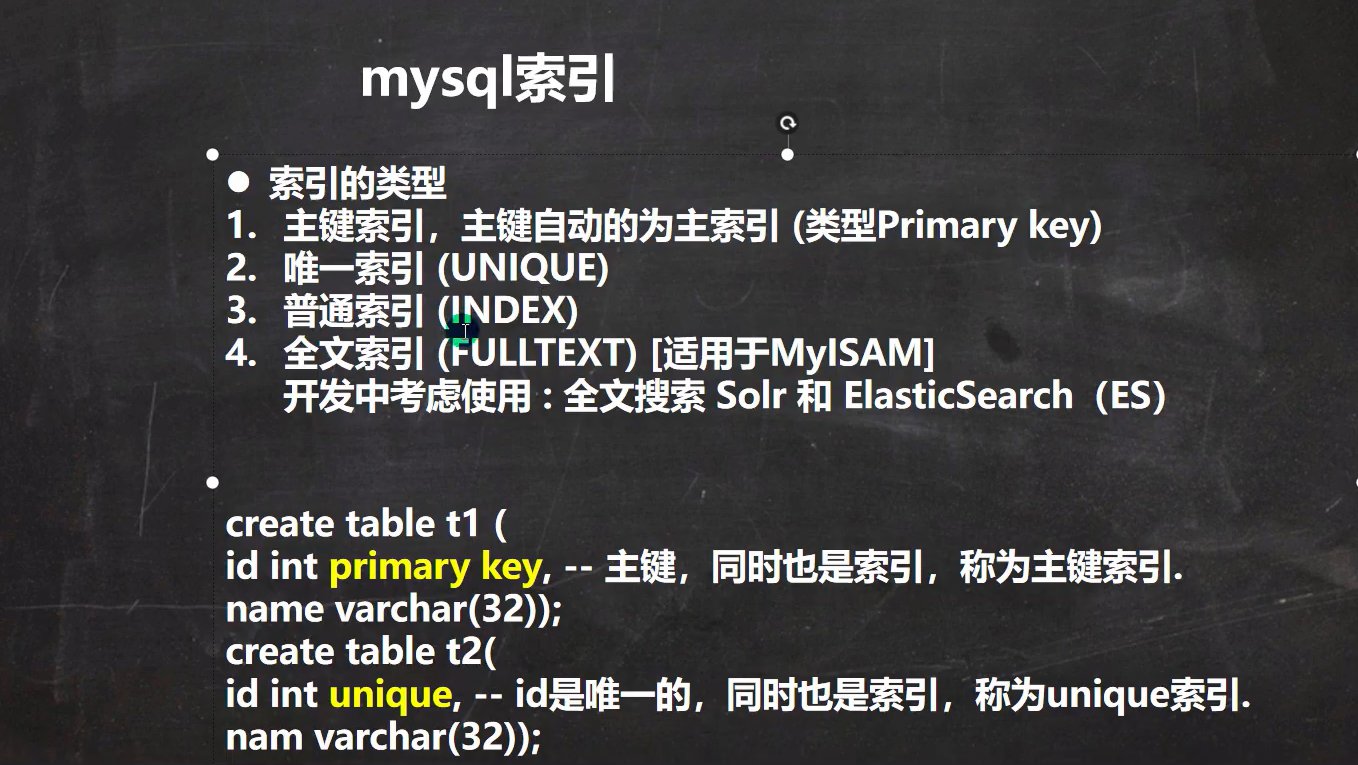 mysql索引
● 索引的类型
1. 主键索引，主键自动的为主索引 (类型Primary key)
2. 唯一索引 (UNIQUE)
3. 普通索引 (INDEX)
4. 全文索引 (FULLTEXT) [适用于MyISAM]
开发中考虑使用：全文搜索 Solr 和 ElasticSearch（ES）
create table t1 (
id int primary key, -- 主键，同时也是索引，称为主键索引.
name varchar(32));
create table t2(
id int unique, -- id是唯一的，同时也是索引，称为unique索引.
nam varchar(32));